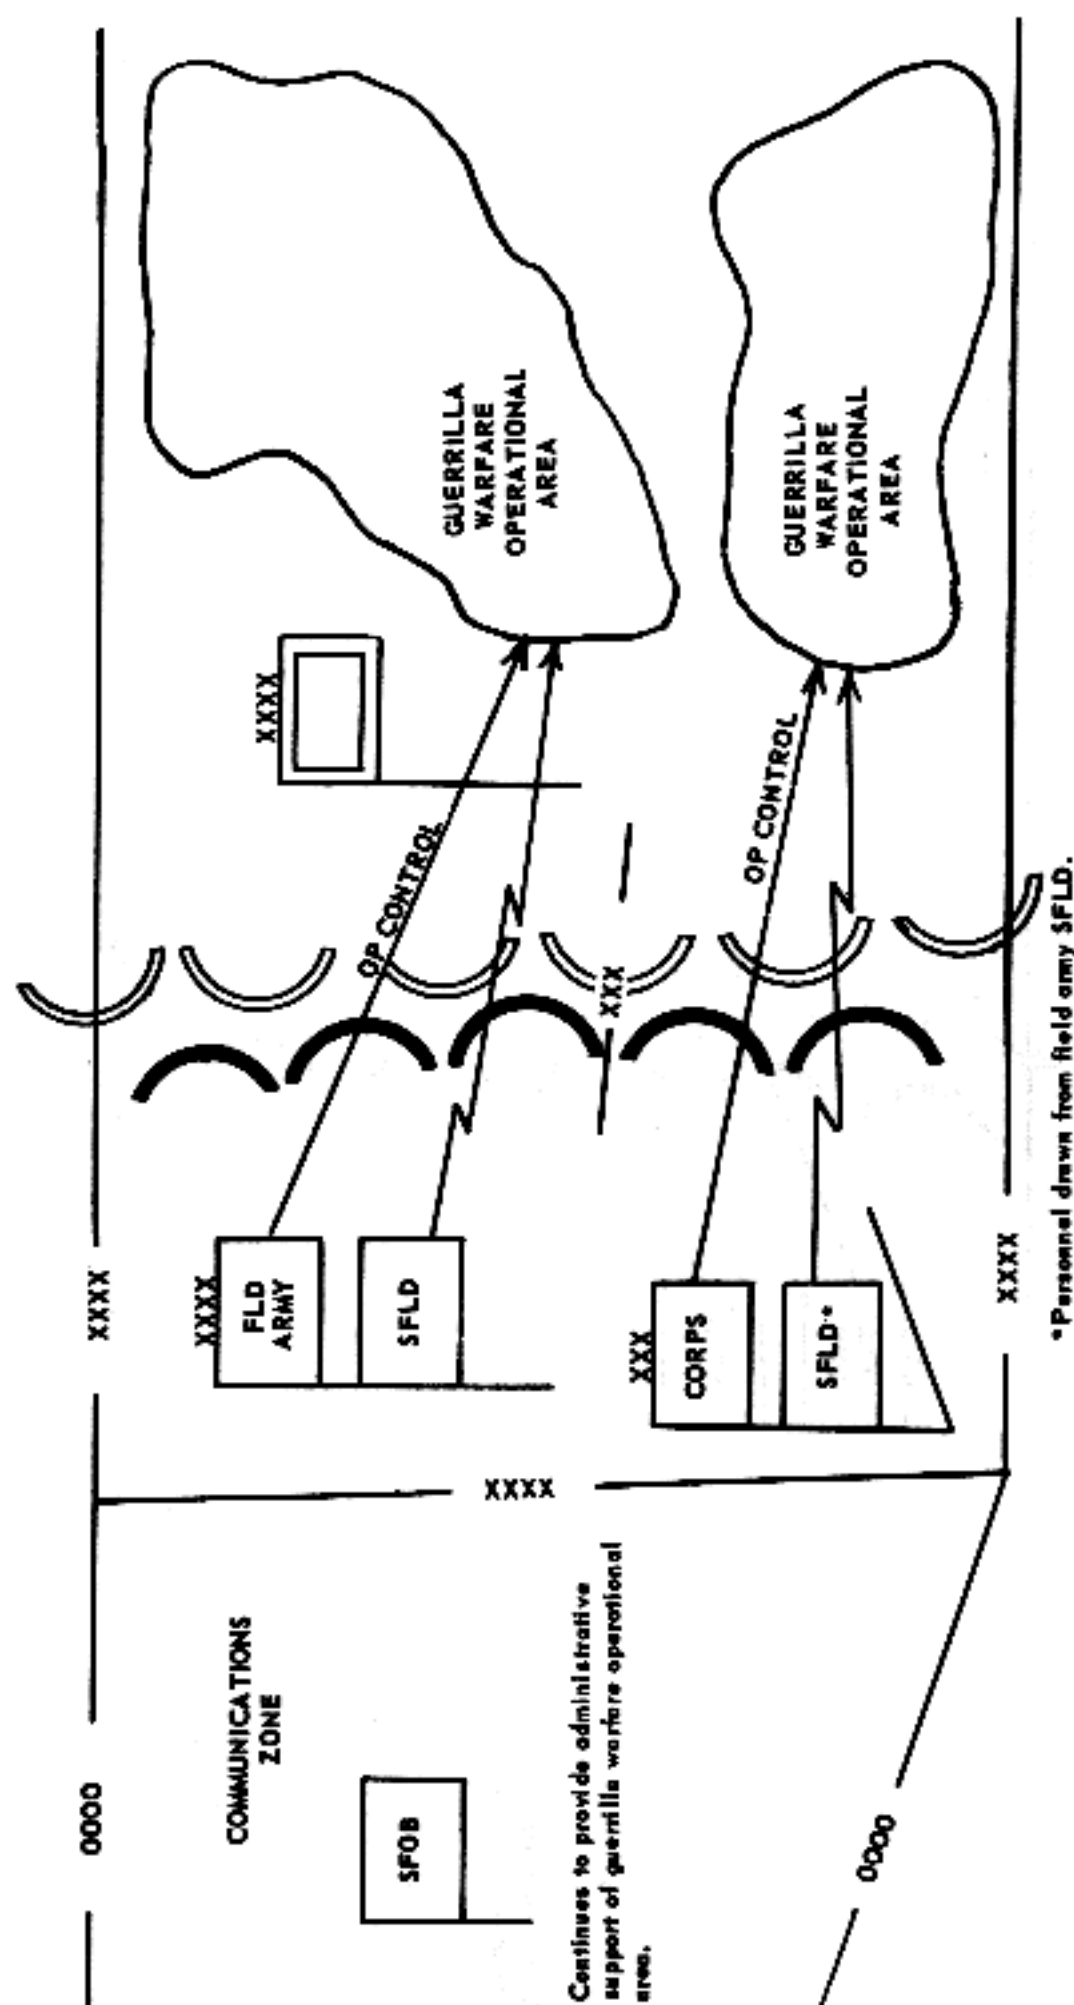 XXXX
XXXX
GUERRILLA
WARFARE
OPERATIONAL
AREA
OP CONTROL
XXXX
FLD
ARMY
SFLD
0000
COMMUNICATIONS
ZONE
SFOB
XXXX
XXX
GUERRILLA
WARFARE
OPERATIONAL
AREA
OP CONTROL
XXX
CORPS
SFLD*
Continues to provide administrative
support of guerrilla warfare operational
area.
0000
XXXX
*Personnel drawn from field army SFLD.